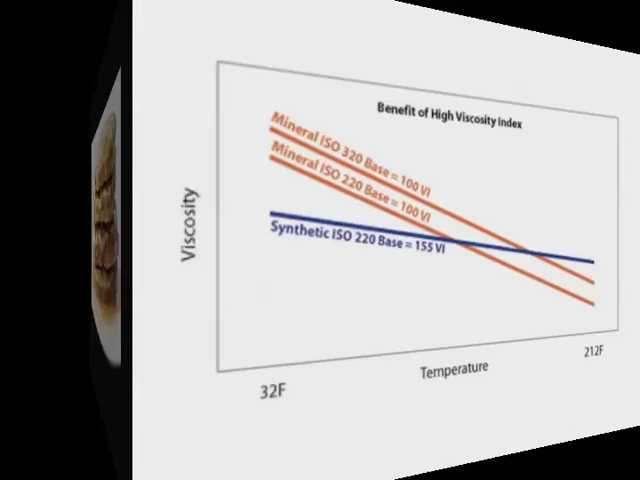 Benefit of High Viscosity Index
Mineral ISO 320 Base = 100 VI
Mineral ISO 220 Base = 100 VI
Synthetic ISO 220 Base = 155 VI
Viscosity
Temperature
32F
212F